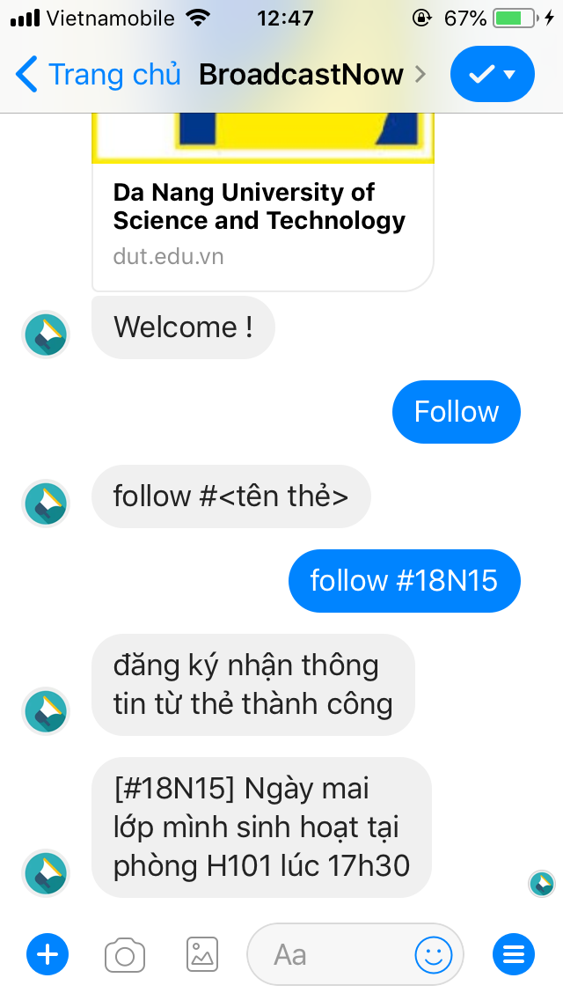 Vietnamobile 12:47 67%
Trang chủ BroadcastNow
Da Nang University of
Science and Technology
dut.edu.vn
Welcome !
Follow
follow #<tên thẻ>
follow #18N15
đăng ký nhận thông
tin từ thẻ thành công
[#18N15] Ngày mai
lớp mình sinh hoạt tại
phòng H101 lúc 17h30
Aa